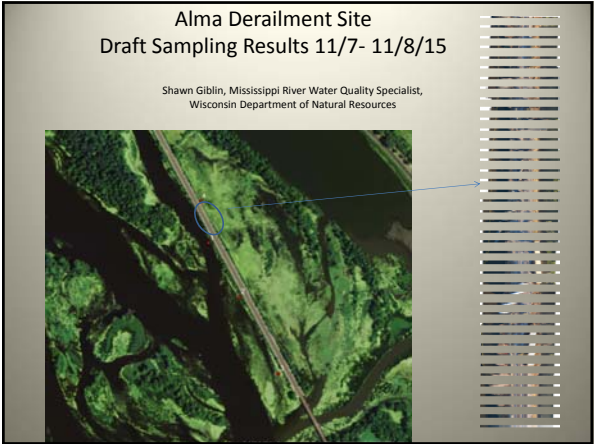 Alma Derailment Site
Draft Sampling Results 11/7- 11/8/15
Shawn Giblin, Mississippi River Water Quality Specialist,
Wisconsin Department of Natural Resources